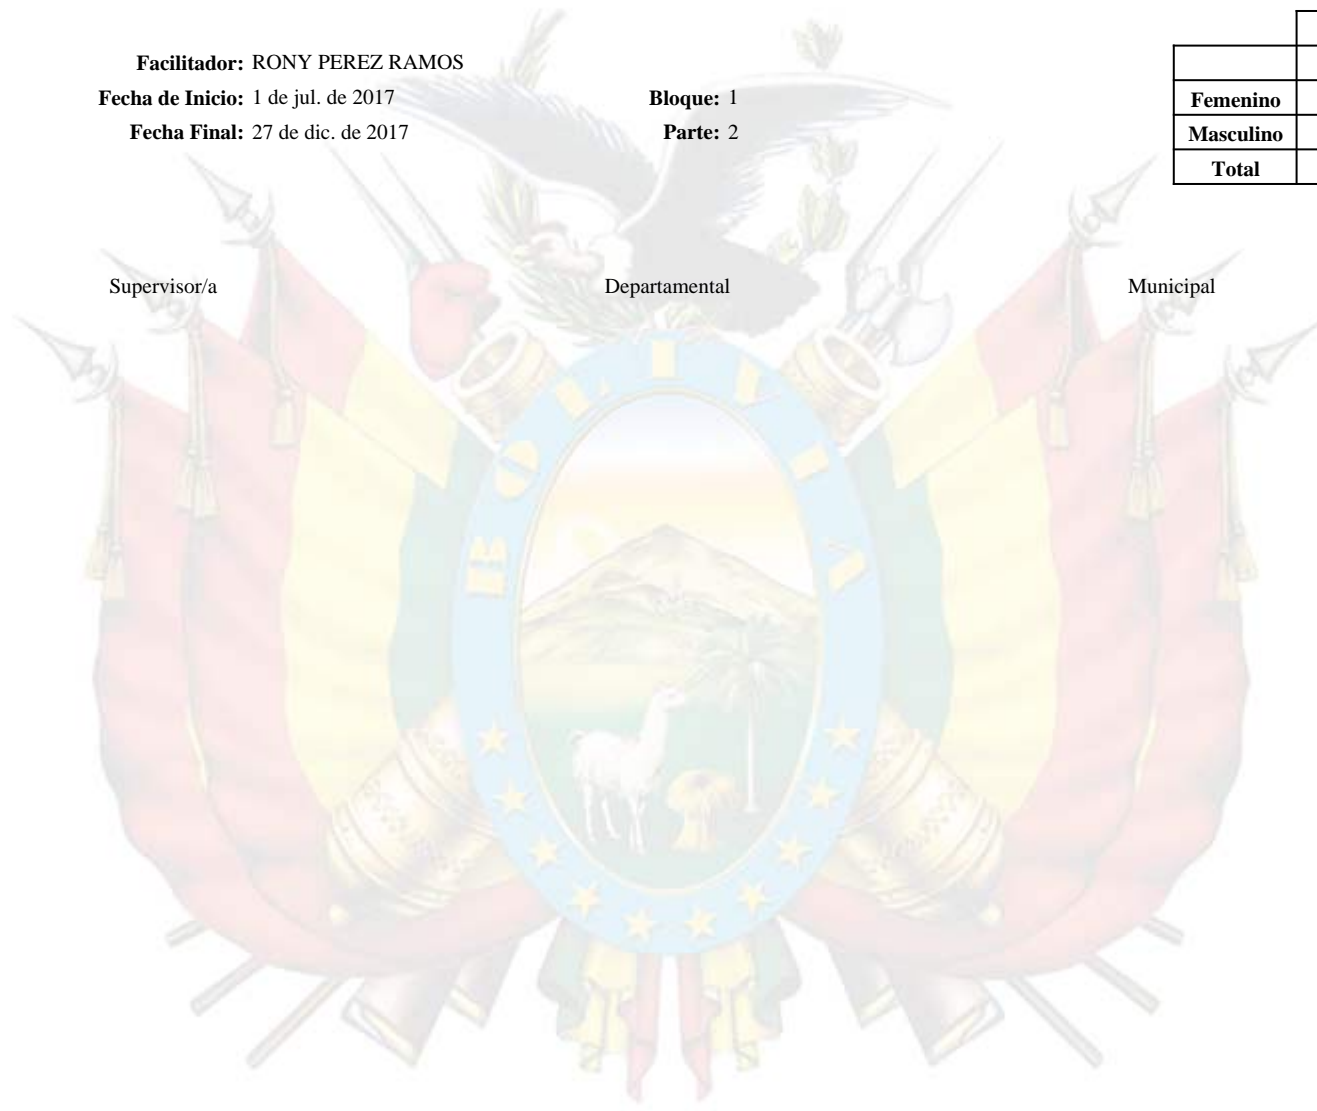 Facilitador: RONY PEREZ RAMOS
Fecha de Inicio: 1 de jul. de 2017 Bloque: 1
Femenino
Fecha Final: 27 de dic. de 2017 Parte: 2
Masculino
Total
Supervisor/a Departamental Municipal
BOLIVIA